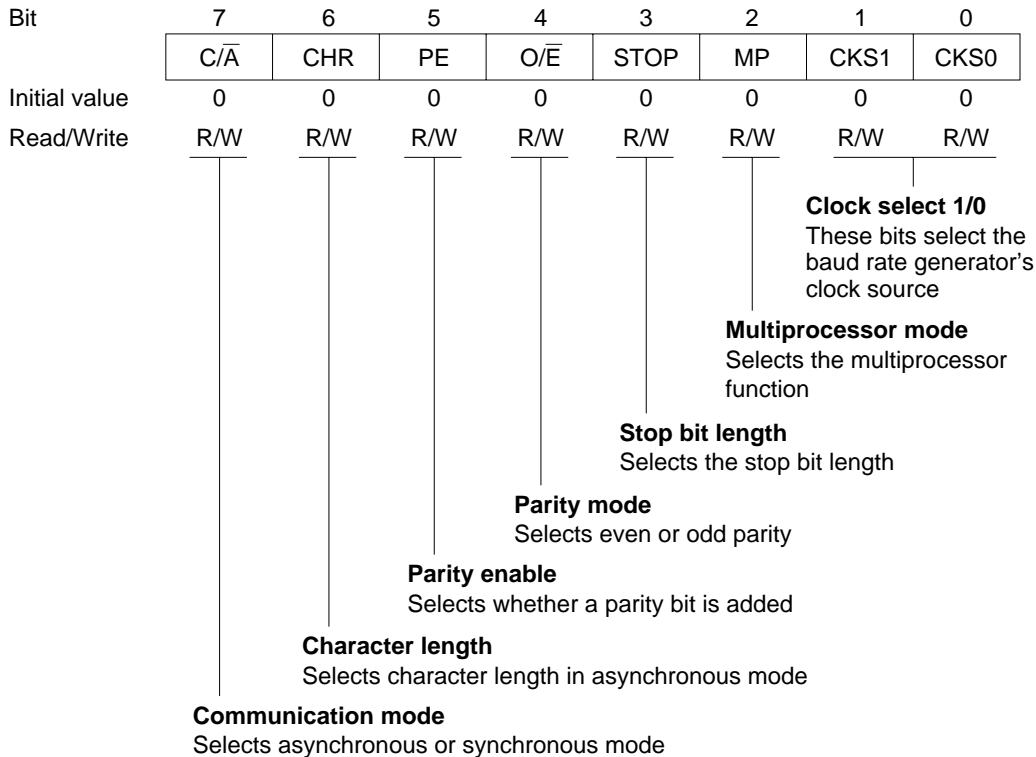 Bit 7 6 5 4 3 2 1 0
C/A̅ CHR PE O/E̅ STOP MP CKS1 CKS0
Initial value 0 0 0 0 0 0 0 0
Read/Write R/W R/W R/W R/W R/W R/W R/W R/W
Clock select 1/0
These bits select the
baud rate generator's
clock source
Multiprocessor mode
Selects the multiprocessor
function
Stop bit length
Selects the stop bit length
Parity mode
Selects even or odd parity
Parity enable
Selects whether a parity bit is added
Character length
Selects character length in asynchronous mode
Communication mode
Selects asynchronous or synchronous mode